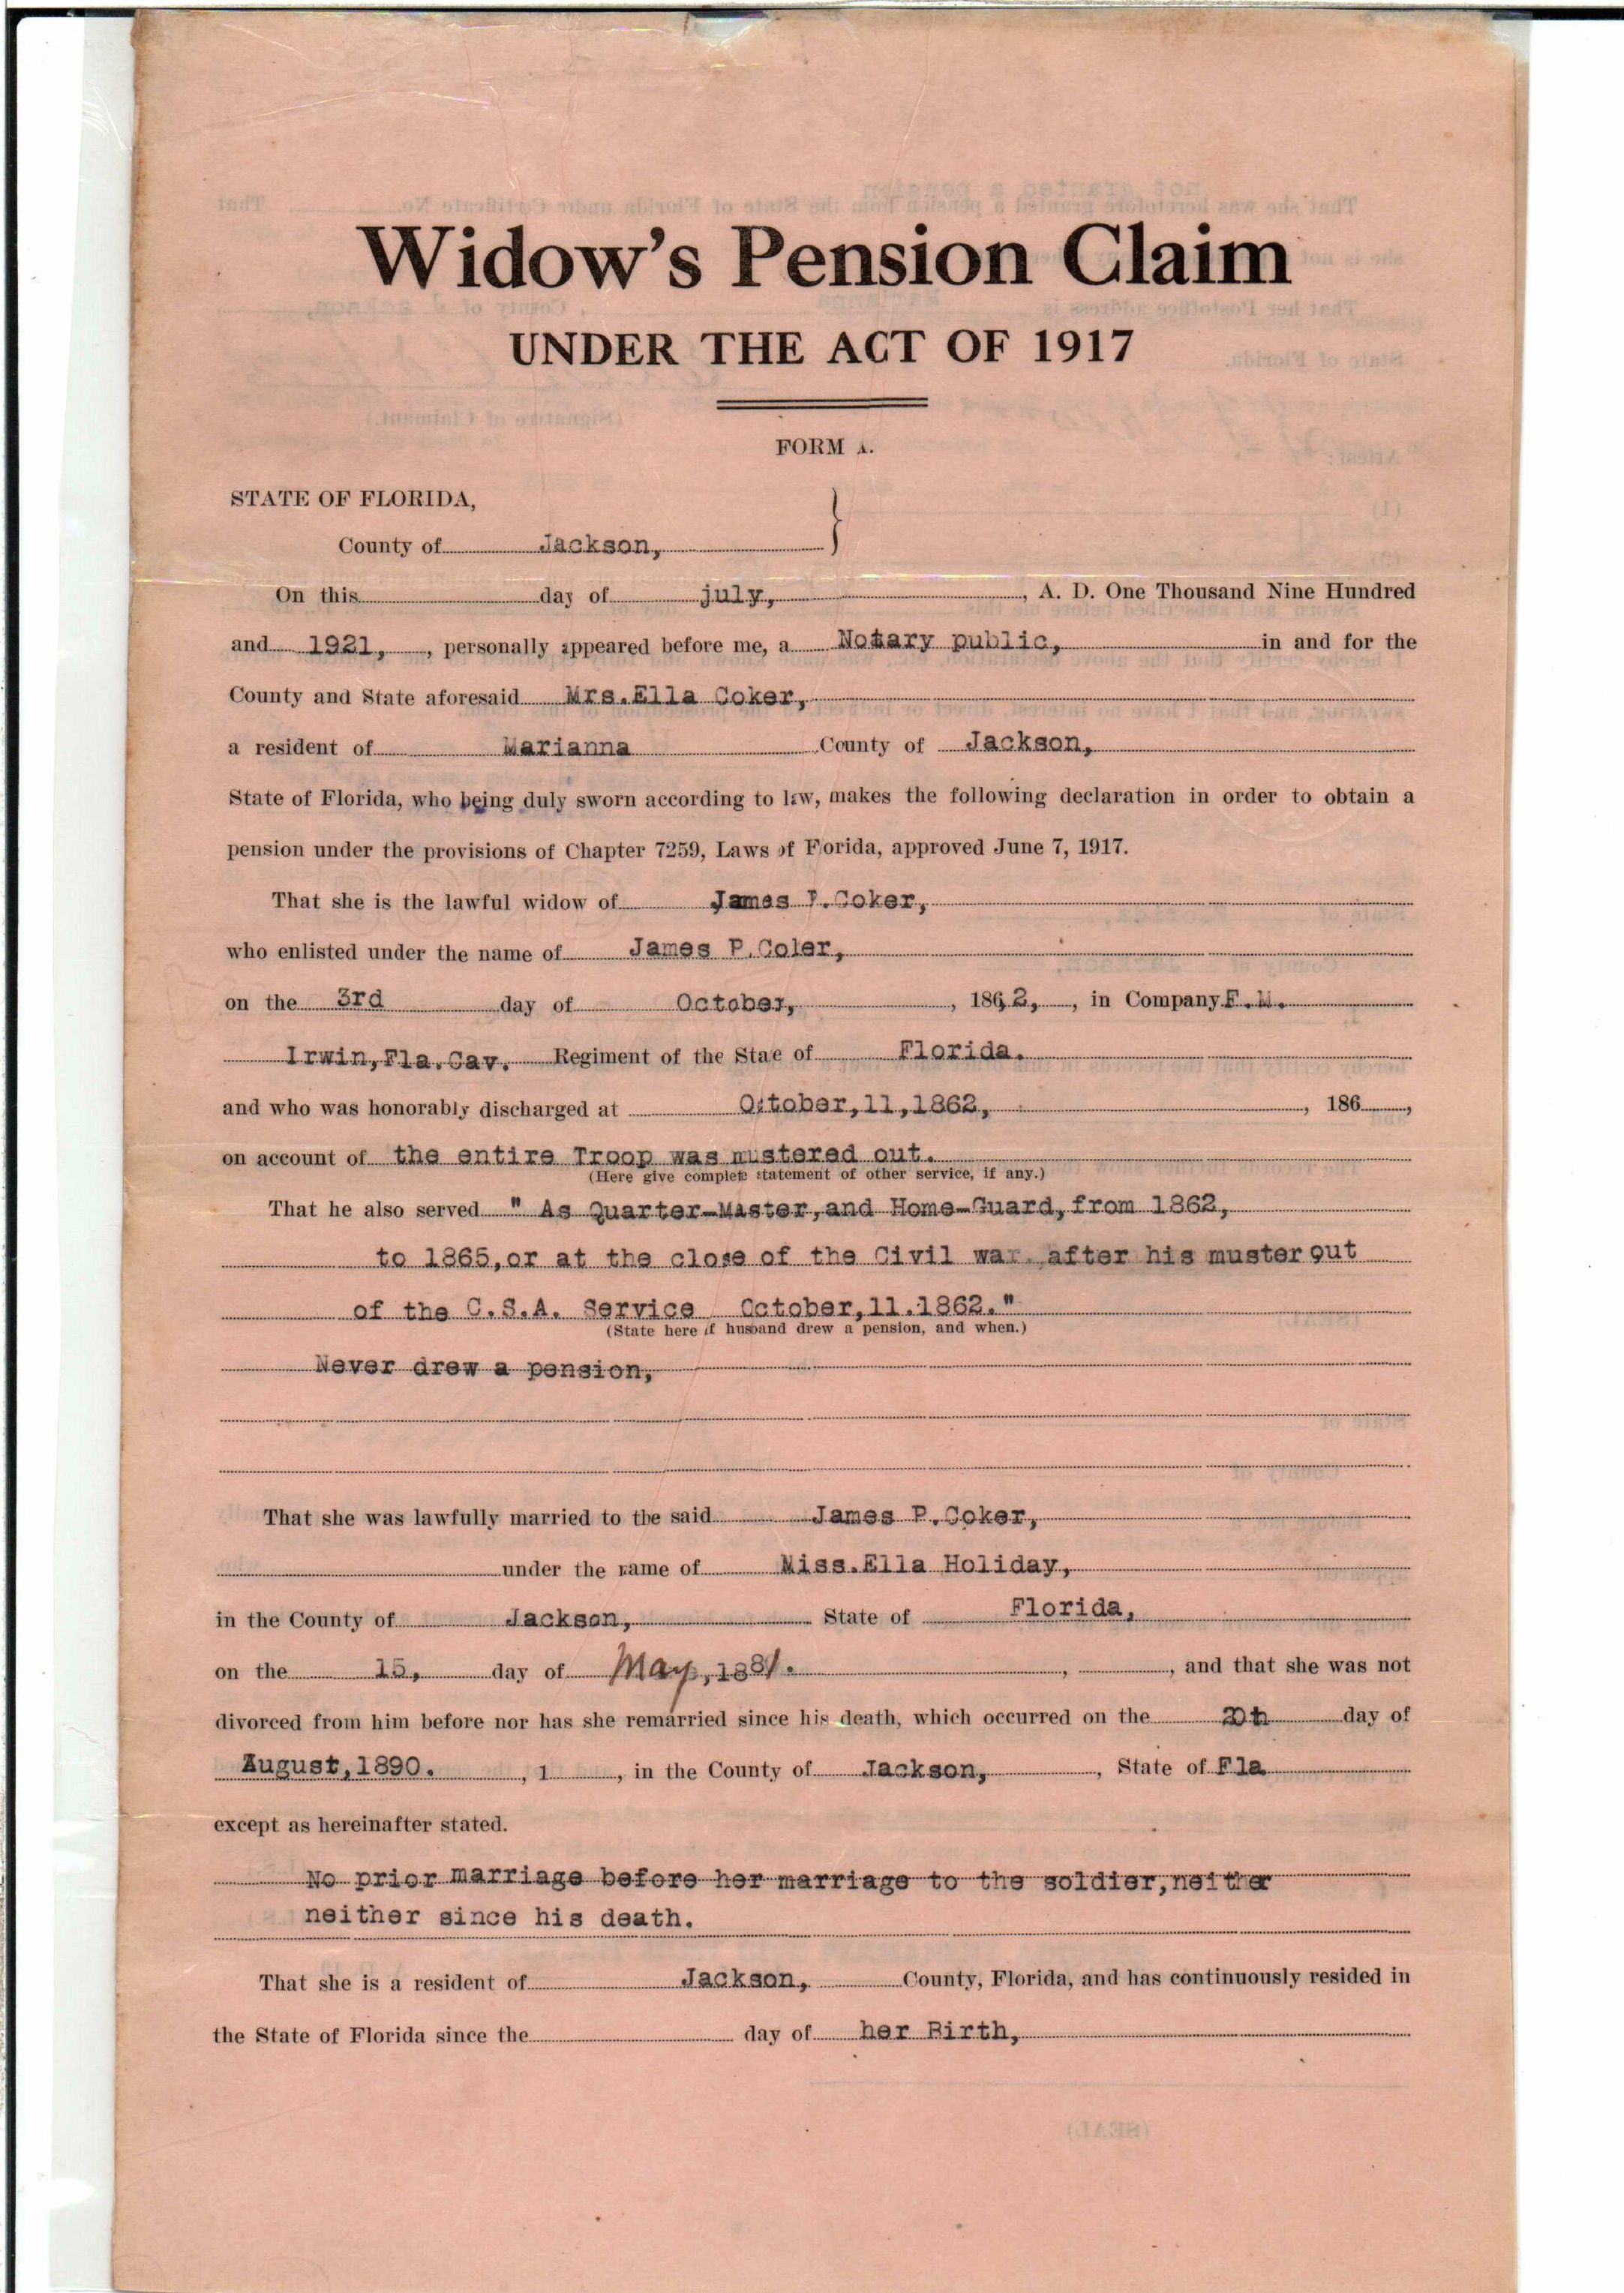 Widow's Pension Claim
UNDER THE ACT OF 1917
FORM A.
STATE OF FLORIDA,
County of Jackson,
On this day of july, , A. D. One Thousand Nine Hundred
and 1921, , personally appeared before me, a Notary public, in and for the
County and State aforesaid Mrs.Ella Coker,
a resident of Marianna County of Jackson,
State of Florida, who being duly sworn according to law, makes the following declaration in order to obtain a
pension under the provisions of Chapter 7259, Laws of Florida, approved June 7, 1917.
That she is the lawful widow of James P.Coker,
who enlisted under the name of James P.Coler,
on the 3rd day of October, , 1862, , in Company F.M.
Irwin,Fla.Cav. Regiment of the Stae of Florida.
and who was honorably discharged at October,11,1862, , 186 ,
on account of the entire Troop was mustered out.
(Here give complete statement of other service, if any.)
That he also served " As Quarter-Master,and Home-Guard,from 1862,
to 1865,or at the close of the Civil war after his muster out
of the C.S.A. Service October,11.1862."
(State here if husband drew a pension, and when.)
Never drew a pension,
That she was lawfully married to the said James P.Coker,
under the name of Miss.Ella Holiday,
in the County of Jackson, State of Florida,
on the 15, day of May,1881. , , and that she was not
divorced from him before nor has she remarried since his death, which occurred on the 20th day of
August,1890. , 1 , in the County of Jackson, , State of Fla
except as hereinafter stated.
No prior marriage before her marriage to the soldier,neither
neither since his death.
That she is a resident of Jackson, County, Florida, and has continuously resided in
the State of Florida since the day of her Birth,